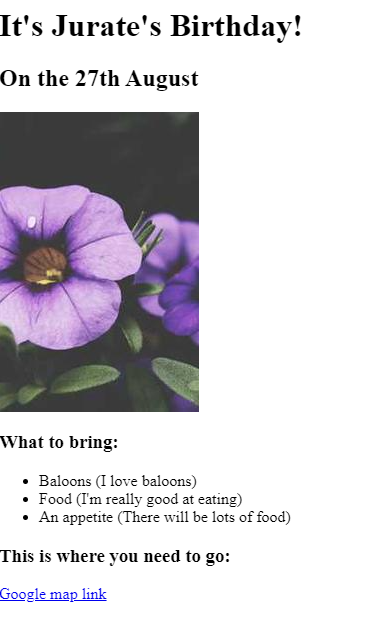 It's Jurate's Birthday!
On the 27th August
What to bring:
Baloons (I love baloons)
Food (I'm really good at eating)
An appetite (There will be lots of food)
This is where you need to go:
Google map link